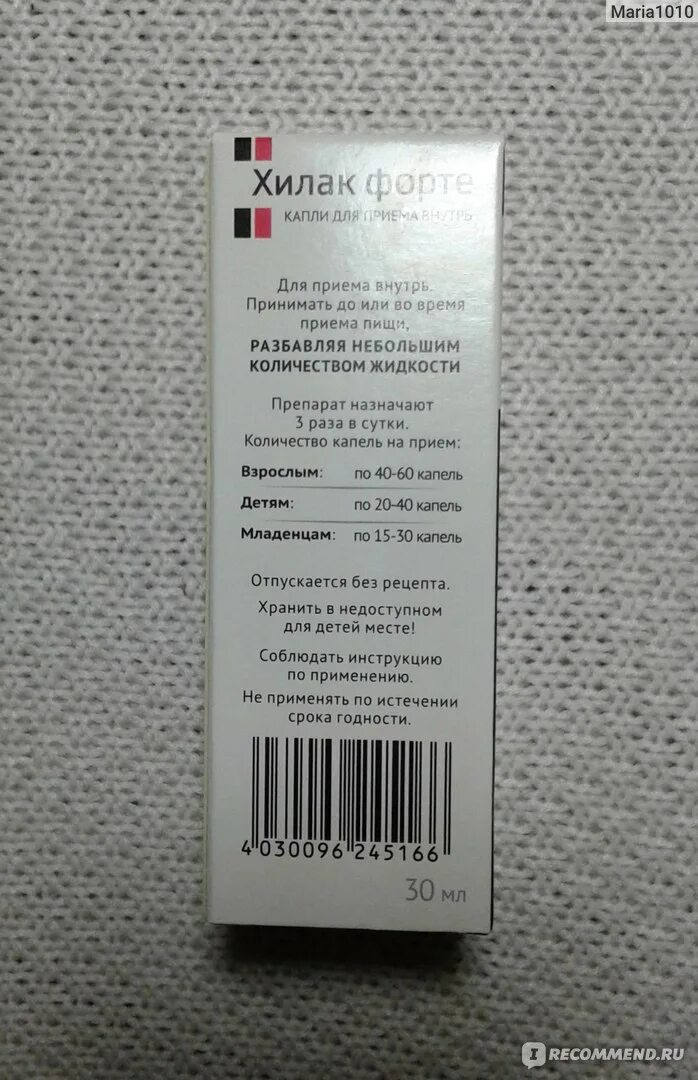 Maria1010
Хилак форте
КАПЛИ ДЛЯ ПРИЕМА ВНУТРЬ
Для приема внутрь.
Принимать до или во время
приема пищи,
РАЗБАВЛЯЯ НЕБОЛЬШИМ
КОЛИЧЕСТВОМ ЖИДКОСТИ
Препарат назначают
3 раза в сутки.
Количество капель на прием:
Взрослым: по 40-60 капель
Детям: по 20-40 капель
Младенцам: по 15-30 капель
Отпускается без рецепта.
Хранить в недоступном
для детей месте!
Соблюдать инструкцию
по применению.
Не применять по истечении
срока годности.
4 030096 245166
30 мл
IRECOMMEND.RU